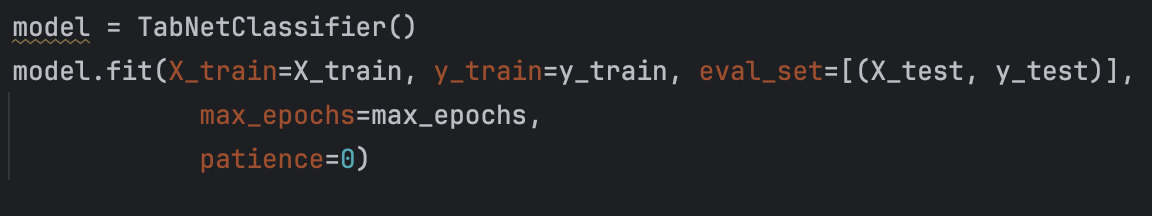 model = TabNetClassifier()
model.fit(X_train=X_train, y_train=y_train, eval_set=[(X_test, y_test)],
            max_epochs=max_epochs,
            patience=0)